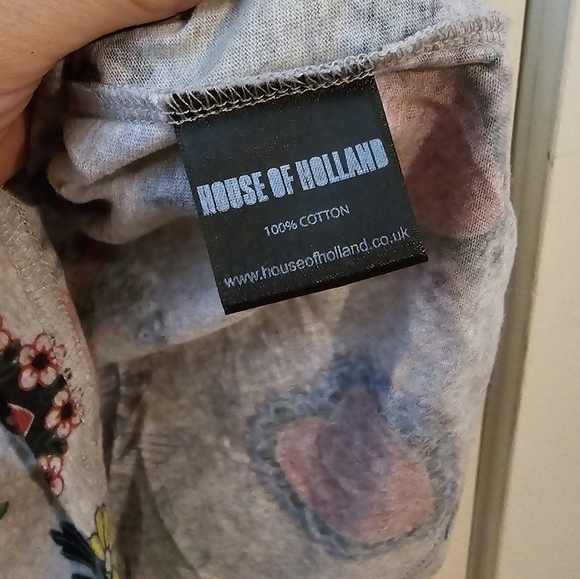 HOUSE OF HOLLAND
100% COTTON
www.houseofholland.co.uk